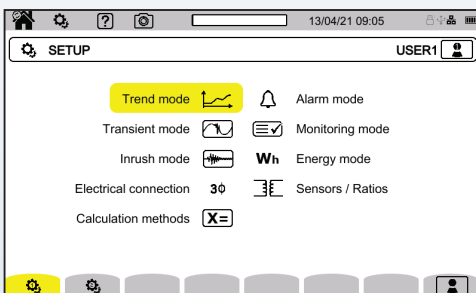 13/04/21 09:05
SETUP USER1
Trend mode Alarm mode
Transient mode Monitoring mode
Inrush mode Wh Energy mode
Electrical connection 3ϕ Sensors / Ratios
Calculation methods X=